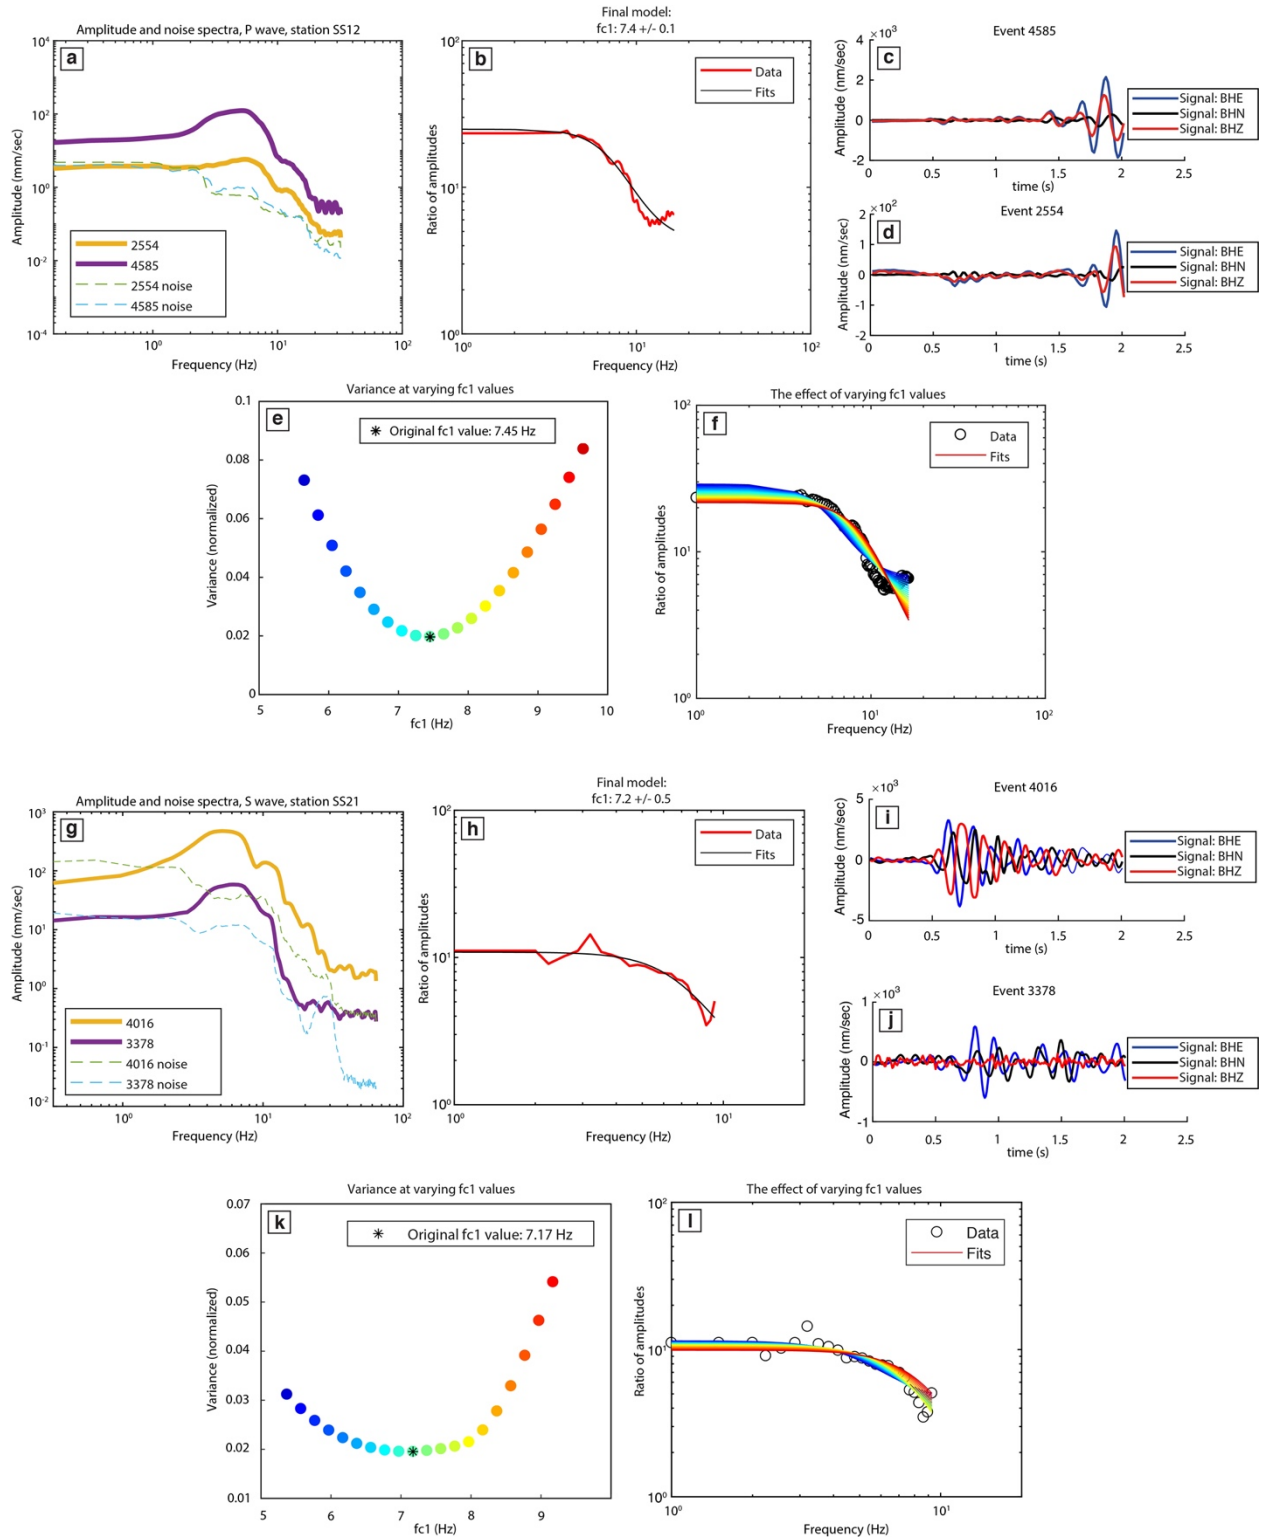 Amplitude and noise spectra, P wave, station SS12
a
Amplitude (mm/sec)
10⁴
10²
10⁰
10⁻²
10⁻⁴
2554
4585
2554 noise
4585 noise
10⁰ 10¹ 10²
Frequency (Hz)
Final model:
fc1: 7.4 +/- 0.1
b
Ratio of amplitudes
10²
10¹
10⁰
Data
Fits
10⁰ 10¹ 10²
Frequency (Hz)
Event 4585
c
×10³
Amplitude (nm/sec)
4
2
0
-2
Signal: BHE
Signal: BHN
Signal: BHZ
0 0.5 1 1.5 2 2.5
time (s)
Event 2554
d
×10²
Amplitude (nm/sec)
2
1
0
-1
-2
Signal: BHE
Signal: BHN
Signal: BHZ
0 0.5 1 1.5 2 2.5
time (s)
Variance at varying fc1 values
e
Original fc1 value: 7.45 Hz
Variance (normalized)
0.1
0.08
0.06
0.04
0.02
0
5 6 7 8 9 10
fc1 (Hz)
The effect of varying fc1 values
f
Data
Fits
Ratio of amplitudes
10²
10¹
10⁰
10⁰ 10¹ 10²
Frequency (Hz)
Amplitude and noise spectra, S wave, station SS21
g
Amplitude (mm/sec)
10³
10²
10¹
10⁰
10⁻¹
10⁻²
4016
3378
4016 noise
3378 noise
10⁰ 10¹ 10²
Frequency (Hz)
Final model:
fc1: 7.2 +/- 0.5
h
Ratio of amplitudes
10²
10¹
10⁰
Data
Fits
10⁰ 10¹
Frequency (Hz)
Event 4016
i
×10³
Amplitude (nm/sec)
5
0
-5
Signal: BHE
Signal: BHN
Signal: BHZ
0 0.5 1 1.5 2 2.5
time (s)
Event 3378
j
×10³
Amplitude (nm/sec)
1
0
-1
Signal: BHE
Signal: BHN
Signal: BHZ
0 0.5 1 1.5 2 2.5
time (s)
Variance at varying fc1 values
k
Original fc1 value: 7.17 Hz
Variance (normalized)
0.07
0.06
0.05
0.04
0.03
0.02
0.01
5 6 7 8 9
fc1 (Hz)
The effect of varying fc1 values
l
Data
Fits
Ratio of amplitudes
10²
10¹
10⁰
10⁰ 10¹
Frequency (Hz)